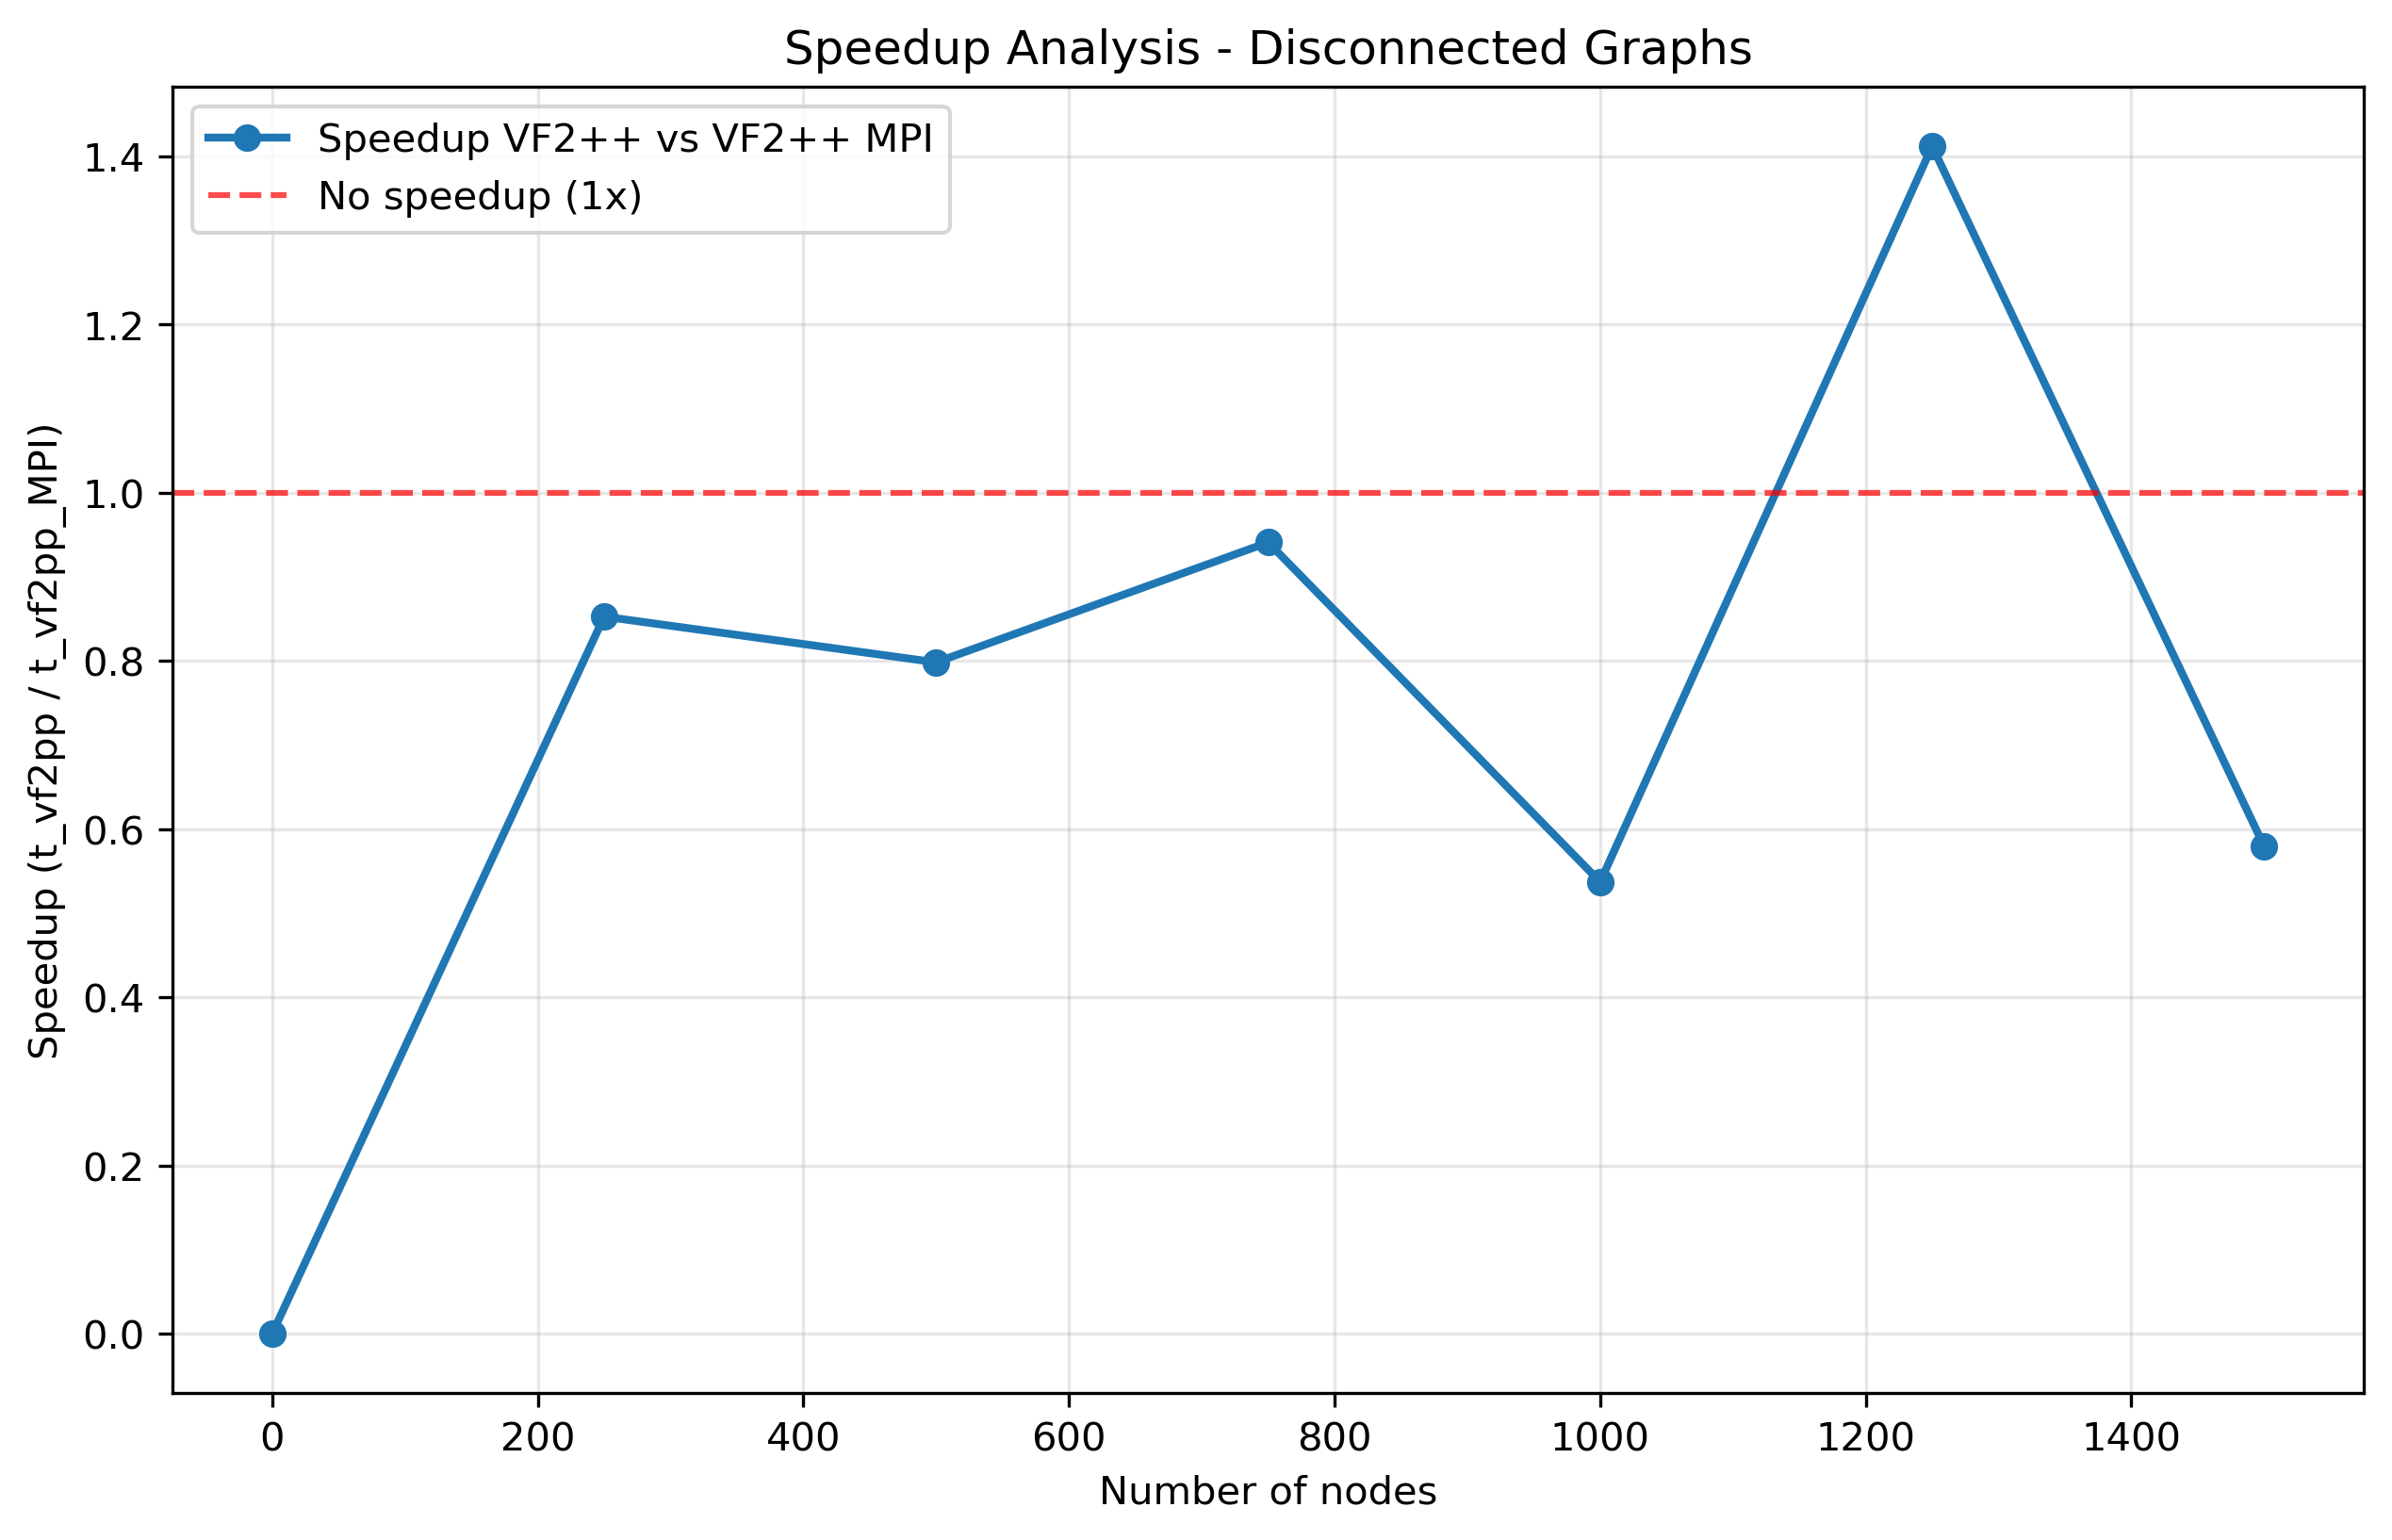 Speedup Analysis - Disconnected Graphs
Speedup VF2++ vs VF2++ MPI
No speedup (1x)
Speedup (t_vf2pp / t_vf2pp_MPI)
1.4
1.2
1.0
0.8
0.6
0.4
0.2
0.0
0 200 400 600 800 1000 1200 1400
Number of nodes